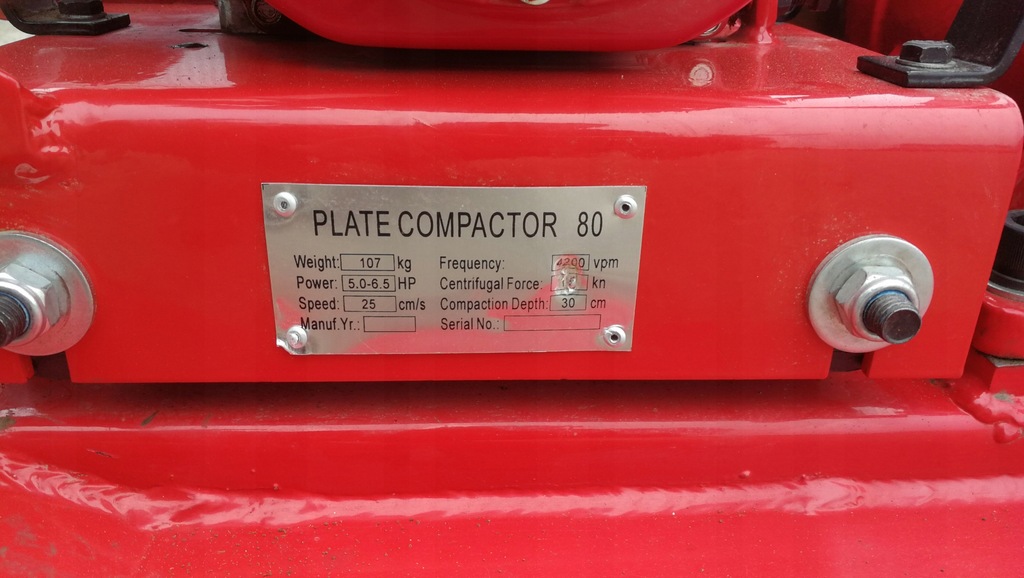 PLATE COMPACTOR 80
Weight: 107 kg Frequency: 4200 vpm
Power: 5.0-6.5 HP Centrifugal Force: kn
Speed: 25 cm/s Compaction Depth: 30 cm
Manuf.Yr.: Serial No.: